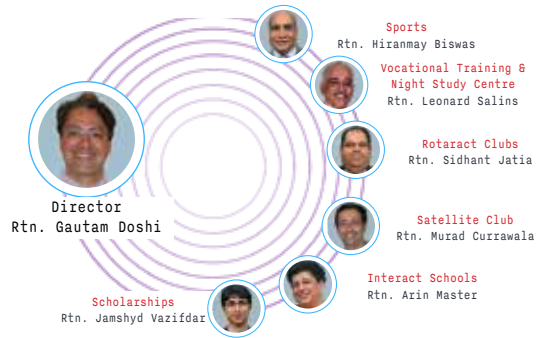 Sports
Rtn. Hiranmay Biswas
Vocational Training &
Night Study Centre
Rtn. Leonard Salins
Rotaract Clubs
Rtn. Sidhant Jatia
Director
Rtn. Gautam Doshi
Satellite Club
Rtn. Murad Currawala
Interact Schools
Rtn. Arin Master
Scholarships
Rtn. Jamshyd Vazifdar